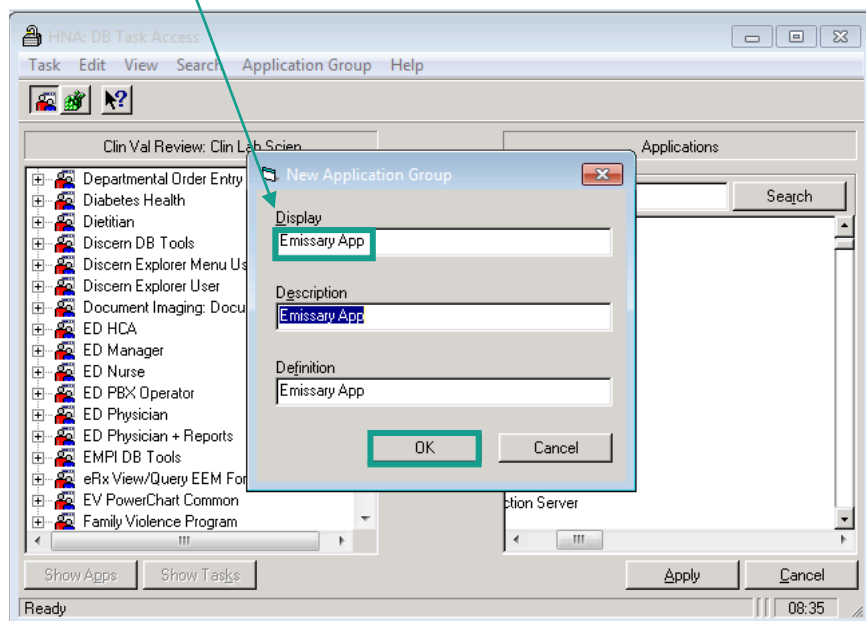 HNA: DB Task Access
Task Edit View Search Application Group Help
Clin Val Review: Clin Lab Scien
Applications
Departmental Order Entry
Diabetes Health
Dietitian
Discern DB Tools
Discern Explorer Menu Us
Discern Explorer User
Document Imaging: Docu
ED HCA
ED Manager
ED Nurse
ED PBX Operator
ED Physician
ED Physician + Reports
EMPI DB Tools
eRx View/Query EEM For
EV PowerChart Common
Family Violence Program
New Application Group
Display
Emissary App
Description
Emissary App
Definition
Emissary App
OK Cancel
Search
ction Server
Show Apps Show Tasks Apply Cancel
Ready 08:35